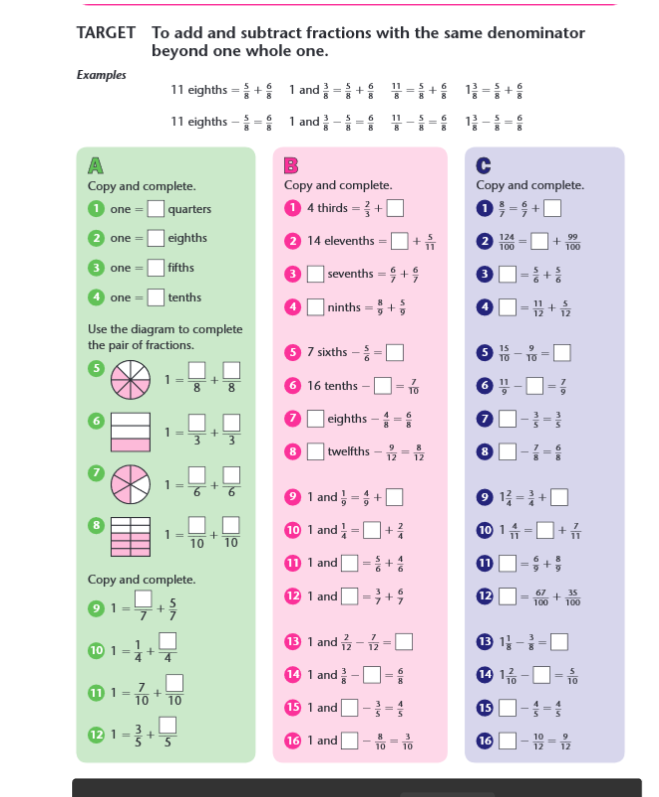 TARGET To add and subtract fractions with the same denominator
beyond one whole one.
Examples
11 eighths = 5/8 + 6/8 1 and 3/8 = 5/8 + 6/8 11/8 = 5/8 + 6/8 1 3/8 = 5/8 + 6/8
11 eighths − 5/8 = 6/8 1 and 3/8 − 5/8 = 6/8 11/8 − 5/8 = 6/8 1 3/8 − 5/8 = 6/8
A
Copy and complete.
1 one = □ quarters
2 one = □ eighths
3 one = □ fifths
4 one = □ tenths
Use the diagram to complete
the pair of fractions.
5 1 = □/8 + □/8
6 1 = □/3 + □/3
7 1 = □/6 + □/6
8 1 = □/10 + □/10
Copy and complete.
9 1 = □/7 + 5/7
10 1 = 1/4 + □/4
11 1 = 7/10 + □/10
12 1 = 3/5 + □/5
B
Copy and complete.
1 4 thirds = 2/3 + □
2 14 elevenths = □ + 5/11
3 □ sevenths = 6/7 + 6/7
4 □ ninths = 8/9 + 5/9
5 7 sixths − 5/6 = □
6 16 tenths − □ = 7/10
7 □ eighths − 4/8 = 6/8
8 □ twelfths − 9/12 = 8/12
9 1 and 1/9 = 4/9 + □
10 1 and 1/4 = □ + 2/4
11 1 and □ = 5/6 + 4/6
12 1 and □ = 3/7 + 6/7
13 1 and 2/12 − 7/12 = □
14 1 and 3/8 − □ = 6/8
15 1 and □ − 3/5 = 4/5
16 1 and □ − 8/10 = 3/10
C
Copy and complete.
1 8/7 = 6/7 + □
2 124/100 = □ + 99/100
3 □ = 5/6 + 5/6
4 □ = 11/12 + 5/12
5 15/10 − 9/10 = □
6 11/9 − □ = 7/9
7 □ − 3/5 = 3/5
8 □ − 7/8 = 6/8
9 1 2/4 = 3/4 + □
10 1 4/11 = □ + 7/11
11 □ = 6/9 + 8/9
12 □ = 67/100 + 35/100
13 1 1/8 − 3/8 = □
14 1 2/10 − □ = 5/10
15 □ − 4/5 = 4/5
16 □ − 10/12 = 9/12